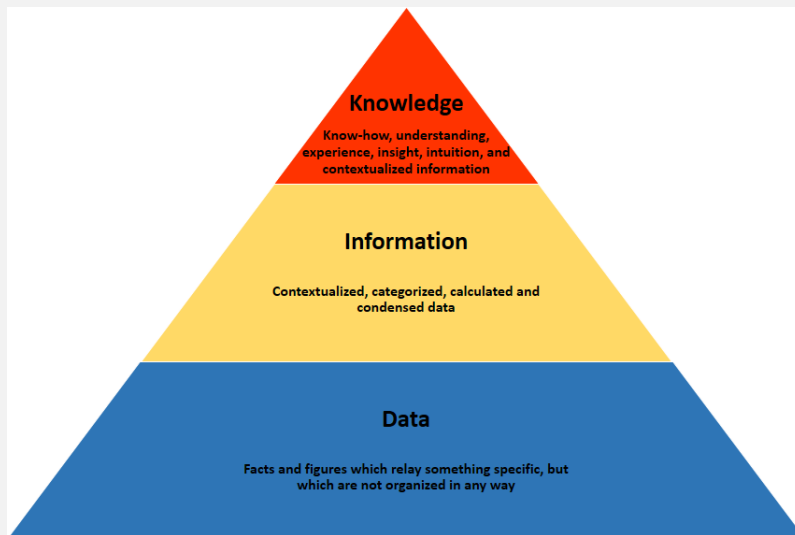 Knowledge
Know-how, understanding,
experience, insight, intuition, and
contextualized information
Information
Contextualized, categorized, calculated and
condensed data
Data
Facts and figures which relay something specific, but
which are not organized in any way